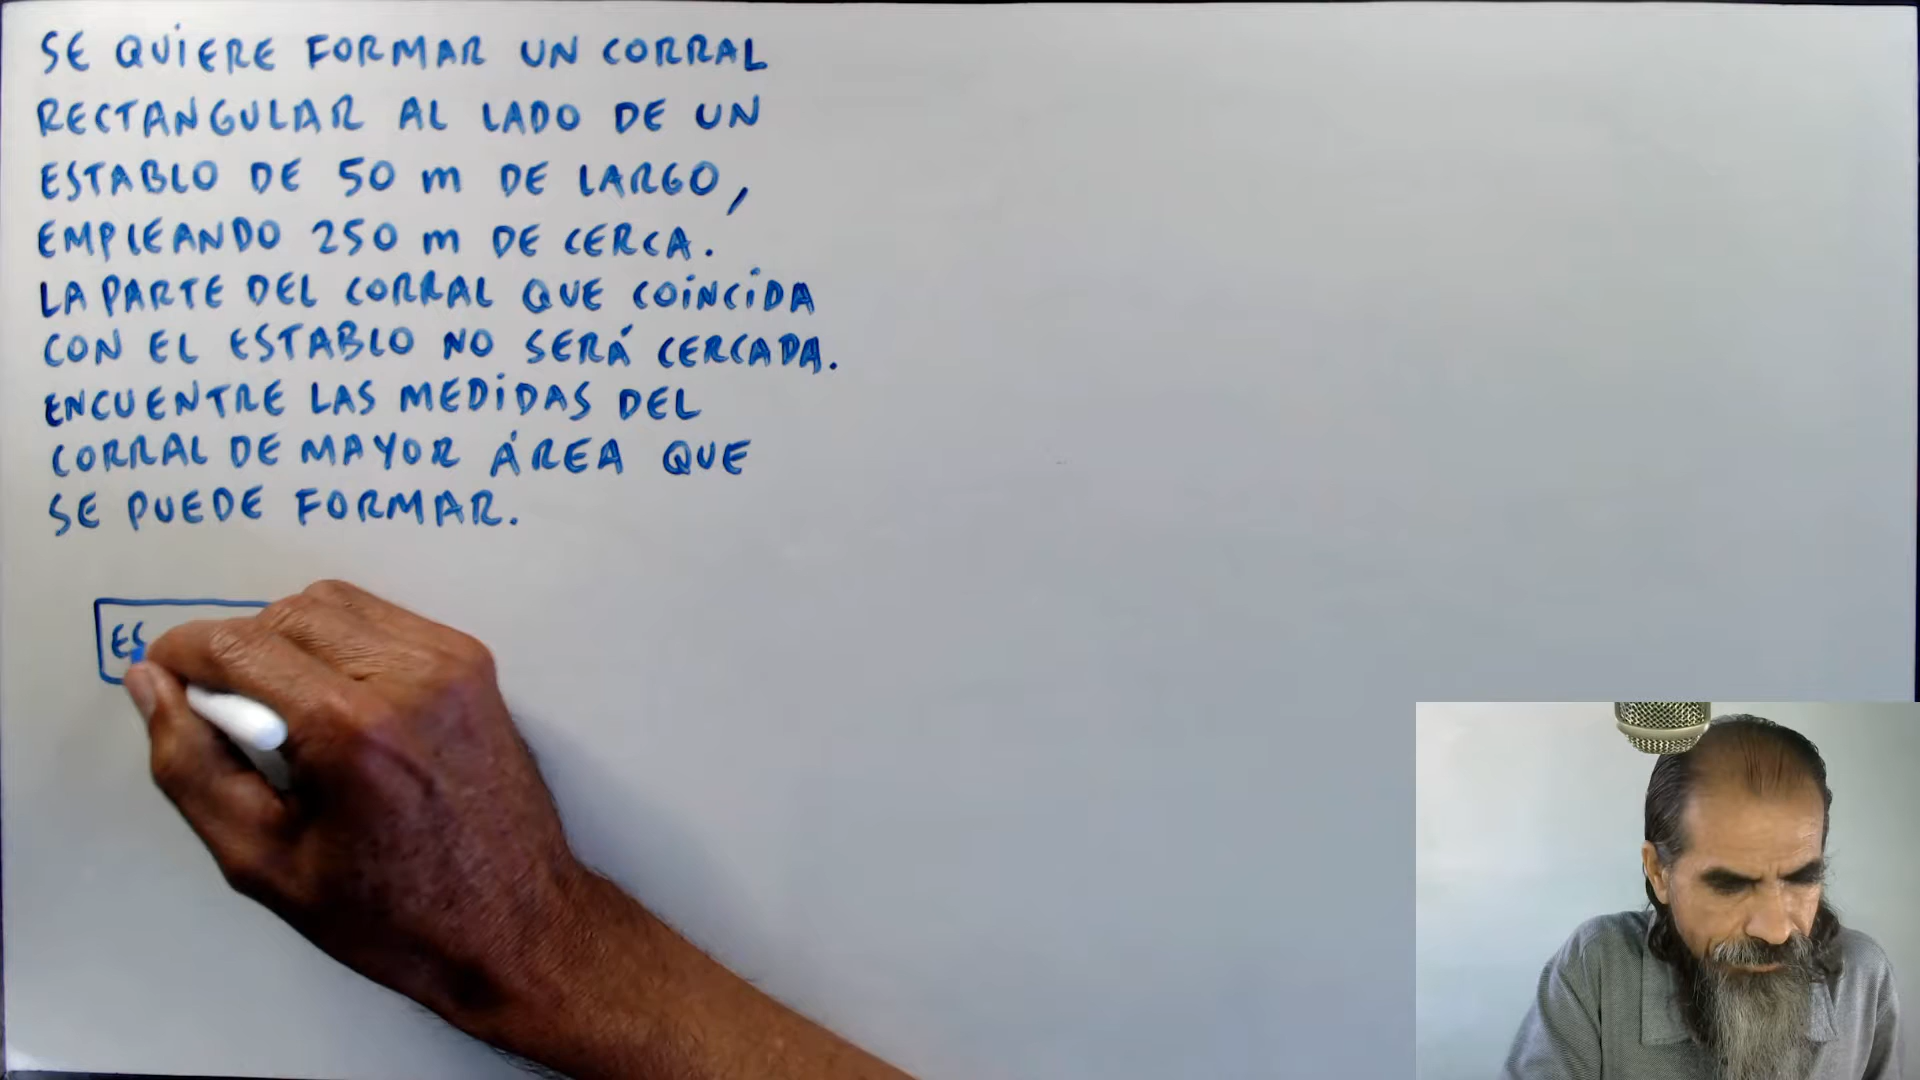 SE QUIERE FORMAR UN CORRAL
RECTANGULAR AL LADO DE UN
ESTABLO DE 50 m DE LARGO,
EMPLEANDO 250 m DE CERCA.
LA PARTE DEL CORRAL QUE COINCIDA
CON EL ESTABLO NO SERÁ CERCADA.
ENCUENTRE LAS MEDIDAS DEL
CORRAL DE MAYOR ÁREA QUE
SE PUEDE FORMAR.
ES